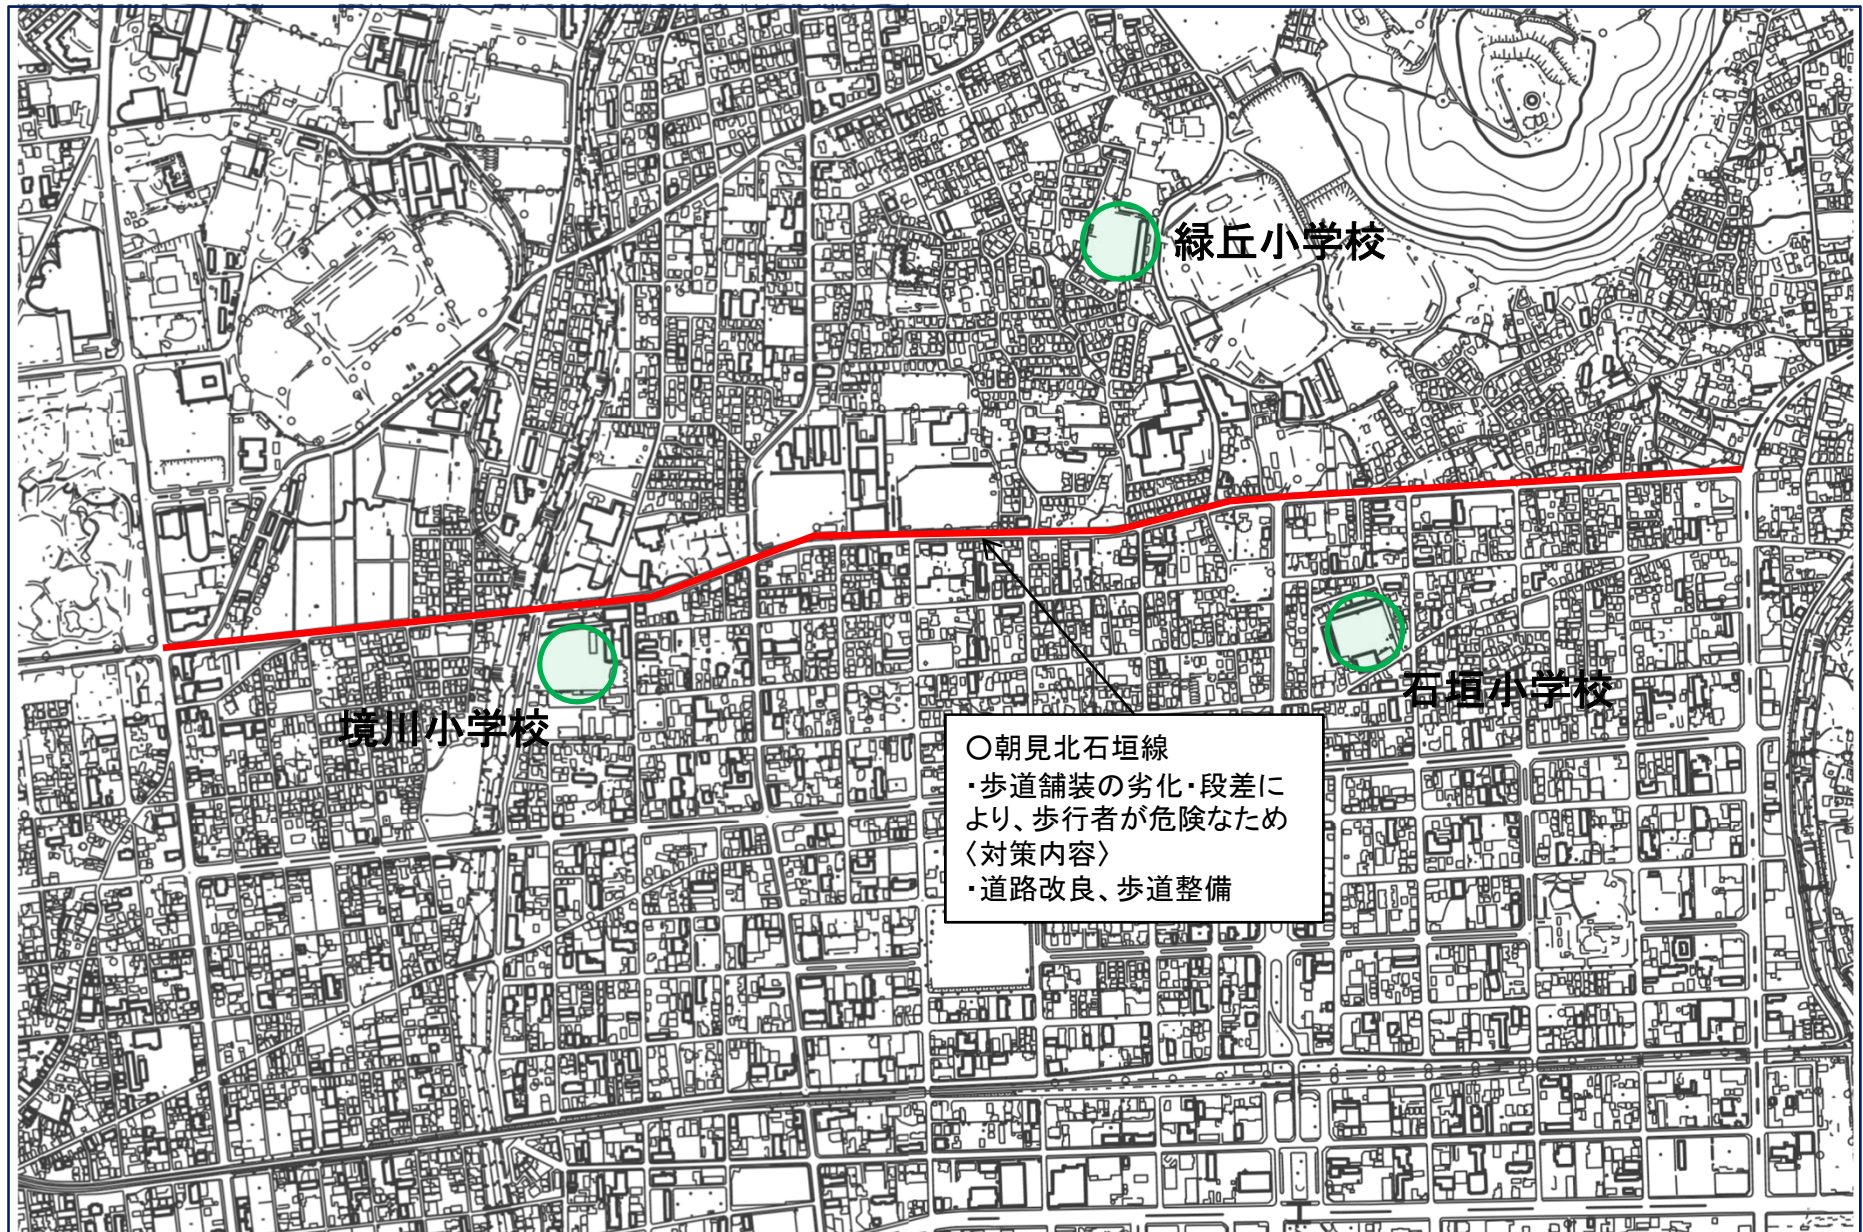 緑丘小学校
石垣小学校
境川小学校
○朝見北石垣線
・歩道舗装の劣化・段差に
より、歩行者が危険なため
〈対策内容〉
・道路改良、歩道整備